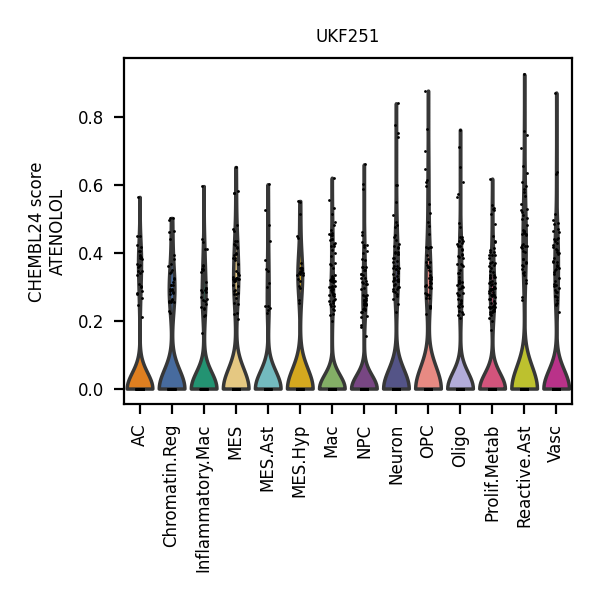 UKF251
CHEMBL24 score
ATENOLOL
0.8
0.6
0.4
0.2
0.0
AC
Chromatin.Reg
Inflammatory.Mac
MES
MES.Ast
MES.Hyp
Mac
NPC
Neuron
OPC
Oligo
Prolif.Metab
Reactive.Ast
Vasc